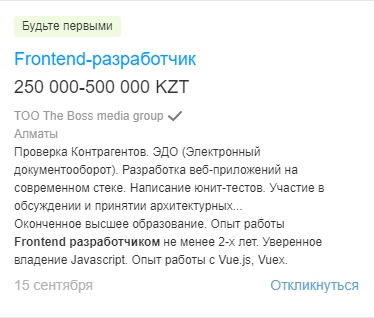 Будьте первыми
Frontend-разработчик
250 000-500 000 KZT
ТОО The Boss media group
Алматы
Проверка Контрагентов. ЭДО (Электронный
документооборот). Разработка веб-приложений на
современном стеке. Написание юнит-тестов. Участие в
обсуждении и принятии архитектурных...
Оконченное высшее образование. Опыт работы
Frontend разработчиком не менее 2-х лет. Уверенное
владение Javascript. Опыт работы с Vue.js, Vuex.
15 сентября
Откликнуться